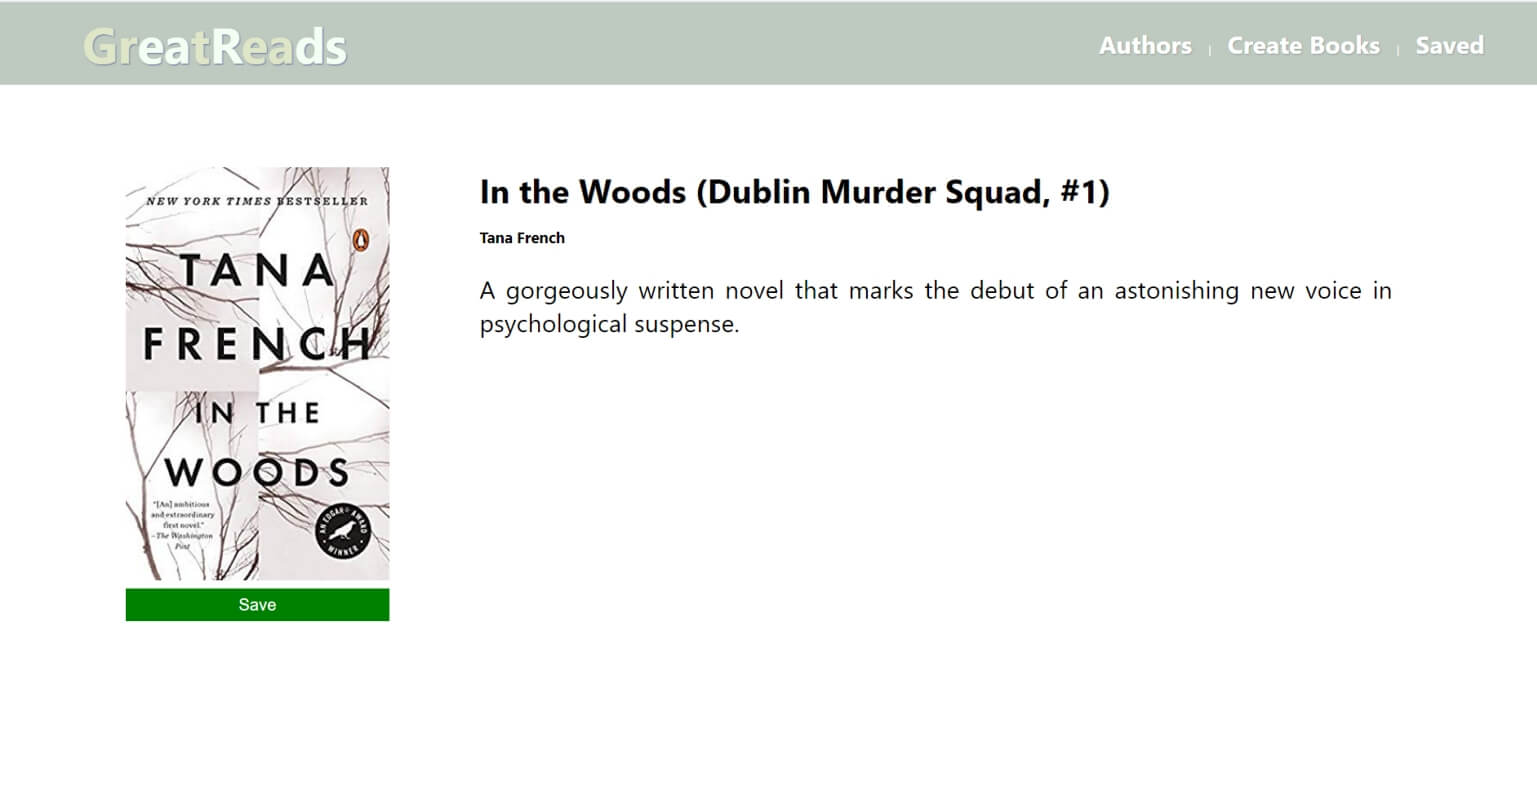 GreatReads
Authors | Create Books | Saved
NEW YORK TIMES BESTSELLER
TANA
FRENCH
IN THE
WOODS
"[An] ambitious
and extraordinary
first novel."
–The Washington
Post
AN EDGAR® AWARD
WINNER
Save
In the Woods (Dublin Murder Squad, #1)
Tana French
A gorgeously written novel that marks the debut of an astonishing new voice in
psychological suspense.